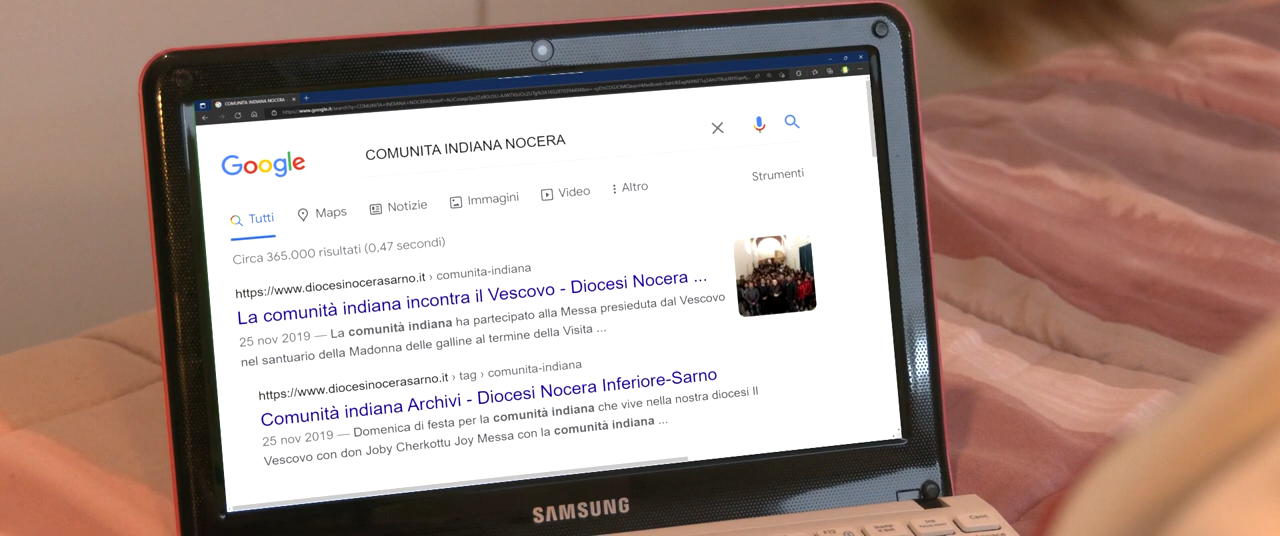 COMUNITA INDIANA NOCERA
Google
COMUNITA INDIANA NOCERA
Tutti Maps Notizie Immagini Video Altro Strumenti
Circa 365.000 risultati (0,47 secondi)
https://www.diocesinocerasarno.it › comunita-indiana
La comunità indiana incontra il Vescovo - Diocesi Nocera ...
25 nov 2019 — La comunità indiana ha partecipato alla Messa presieduta dal Vescovo
nel santuario della Madonna delle galline al termine della Visita ...
https://www.diocesinocerasarno.it › tag › comunita-indiana
Comunità indiana Archivi - Diocesi Nocera Inferiore-Sarno
25 nov 2019 — Domenica di festa per la comunità indiana che vive nella nostra diocesi Il
Vescovo con don Joby Cherkottu Joy Messa con la comunità indiana ...
SAMSUNG
Canc